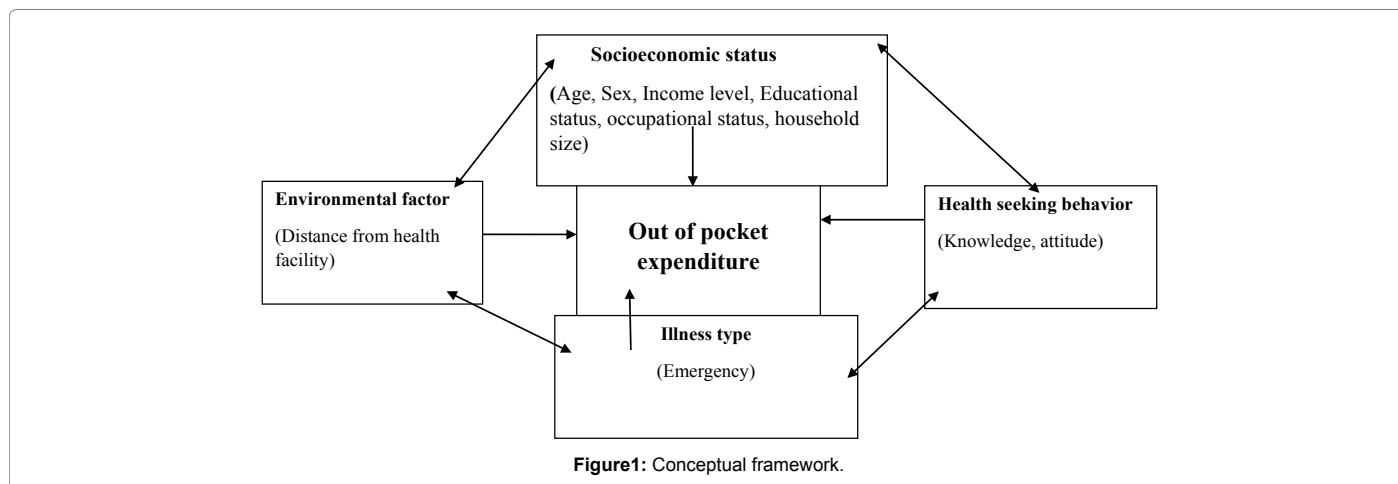 Socioeconomic status
(Age, Sex, Income level, Educational
status, occupational status, household
size)
Environmental factor
(Distance from health
facility)
Out of pocket
expenditure
Health seeking behavior
(Knowledge, attitude)
Illness type
(Emergency)
Figure1: Conceptual framework.